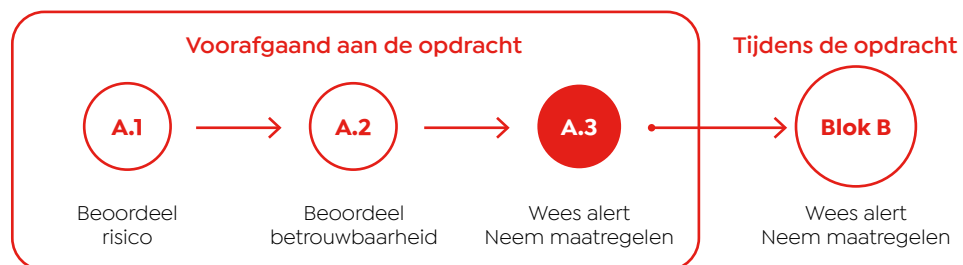 Voorafgaand aan de opdracht
Tijdens de opdracht
A.1
A.2
A.3
Blok B
Beoordeel
risico
Beoordeel
betrouwbaarheid
Wees alert
Neem maatregelen
Wees alert
Neem maatregelen